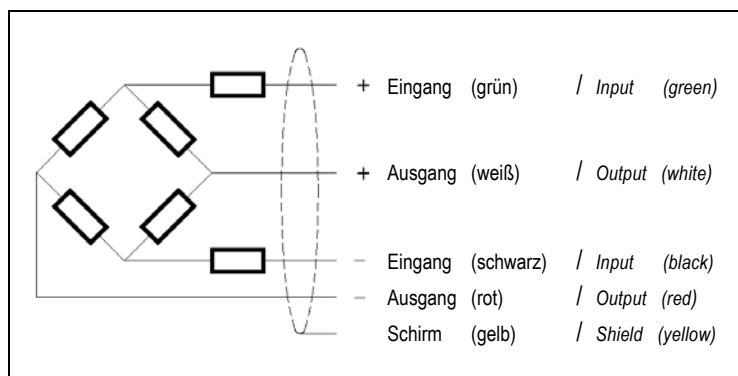 + Eingang (grün) / Input (green)
+ Ausgang (weiß) / Output (white)
− Eingang (schwarz) / Input (black)
− Ausgang (rot) / Output (red)
Schirm (gelb) / Shield (yellow)